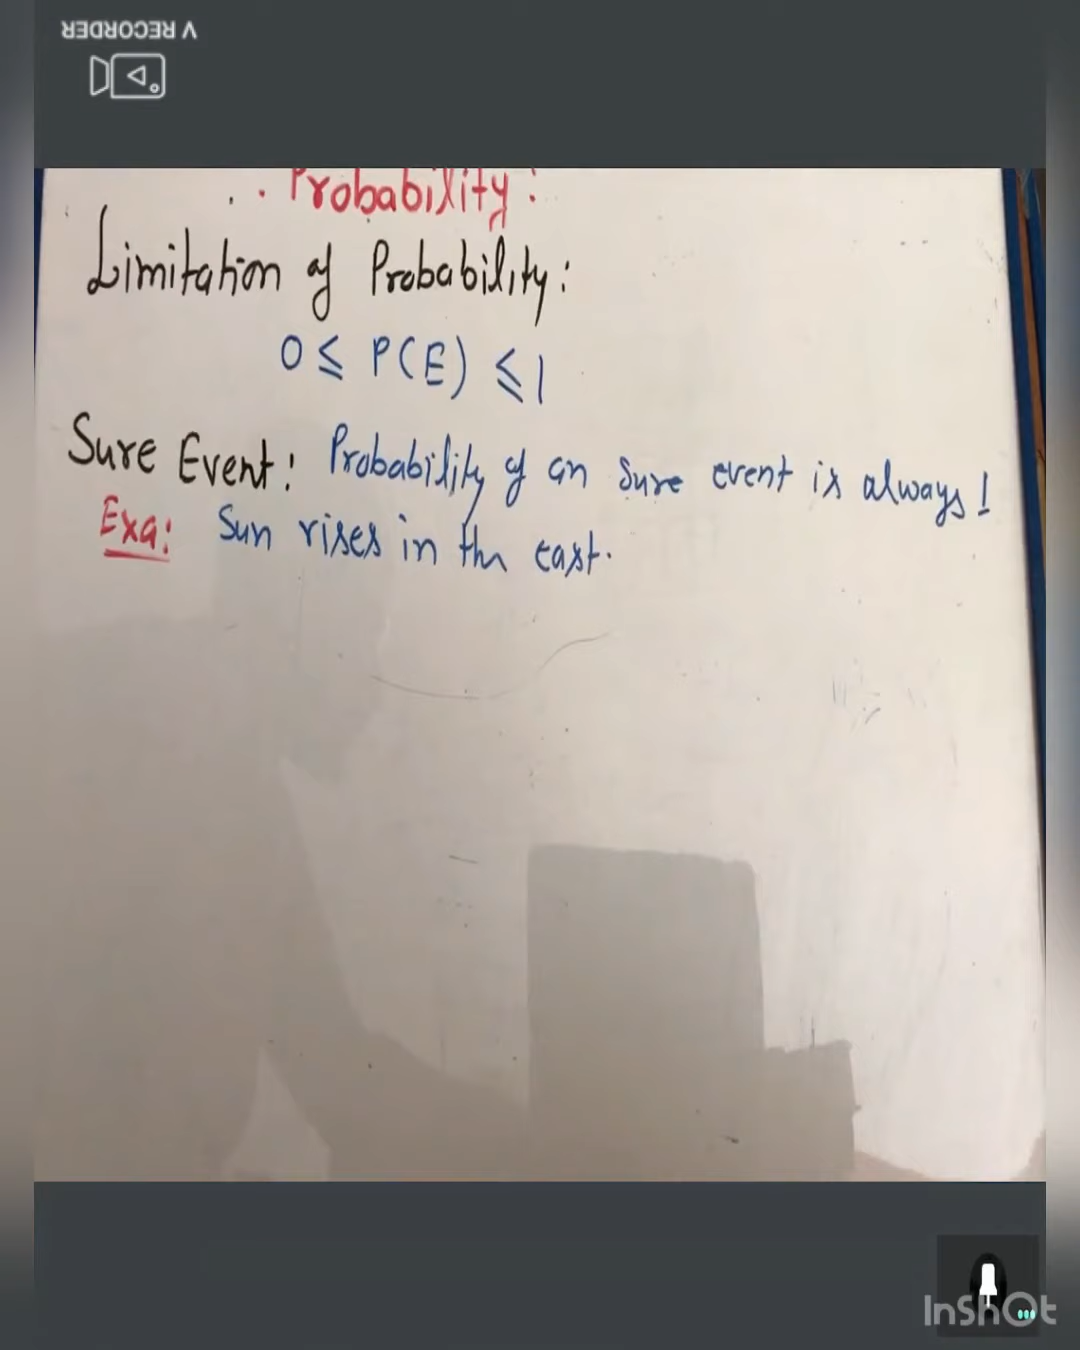 V RECORDER
Probability:
Limitation of Probability:
0 ≤ P(E) ≤ 1
Sure Event: Probability of an sure event is always 1
Exa: Sun rises in the east.
InShOt